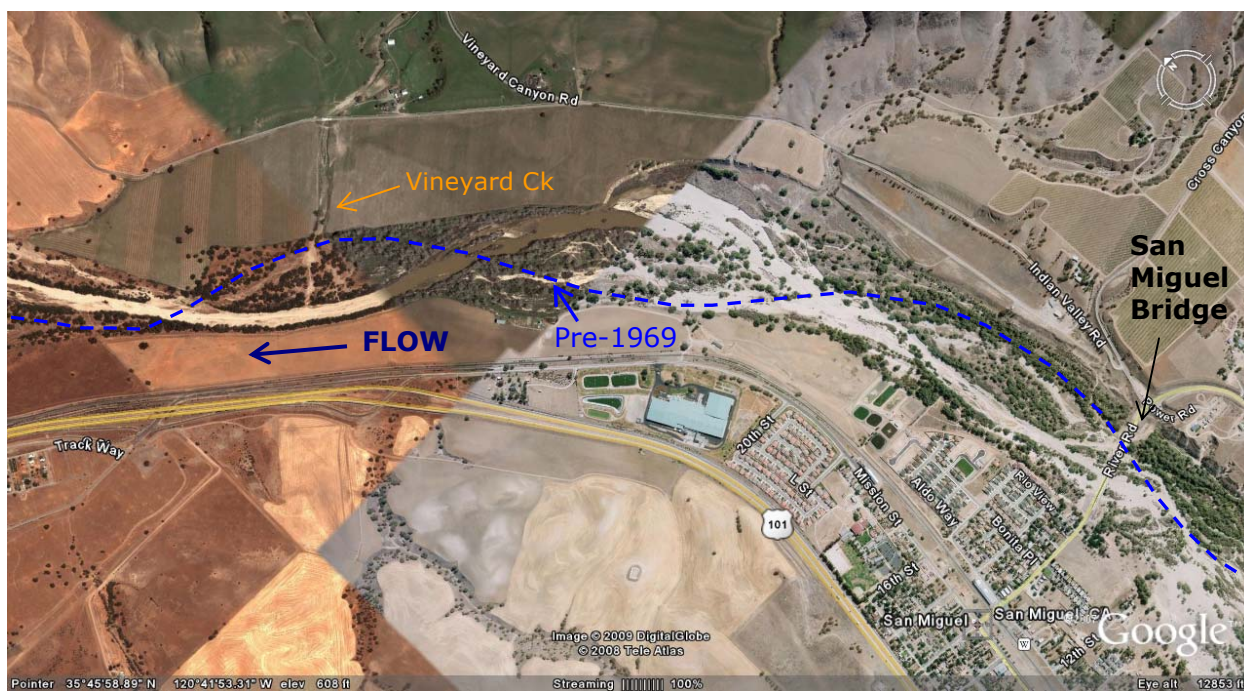 Vineyard Canyon Rd
N
Cross Canyon
Vineyard Ck
San
Miguel
Bridge
Indian Valley Rd
Pre-1969
FLOW
Power Rd
River Rd
Track Way
20th St
L St
Mission St
Aldo Way
Rio View
Bonita Pl
101
16th St
San Miguel
San Miguel, CA
12th St
W
Google
Image © 2009 DigitalGlobe
© 2008 Tele Atlas
Pointer 35°45'58.89" N 120°41'53.31" W elev 608 ft
Streaming 100%
Eye alt 12853 ft